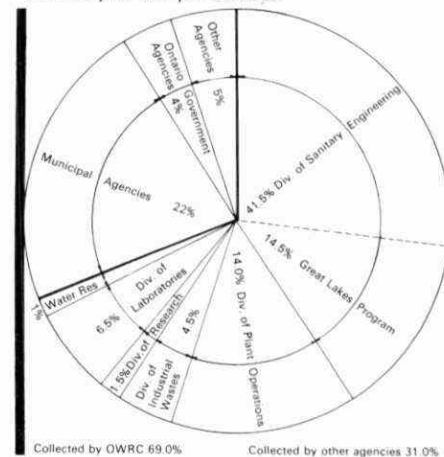 Other
Agencies
5%
Ontario
Agencies
Government
4%
Municipal Agencies
22%
41.5% Div. of Sanitary Engineering
14.5% Great Lakes Program
14.0% Div. of Plant
Operations
4.5%
Div. of
Industrial
Wastes
1.5% Div. of Research
Div. of
Laboratories
6.5%
Water Res
1%
Collected by OWRC 69.0%
Collected by other agencies 31.0%